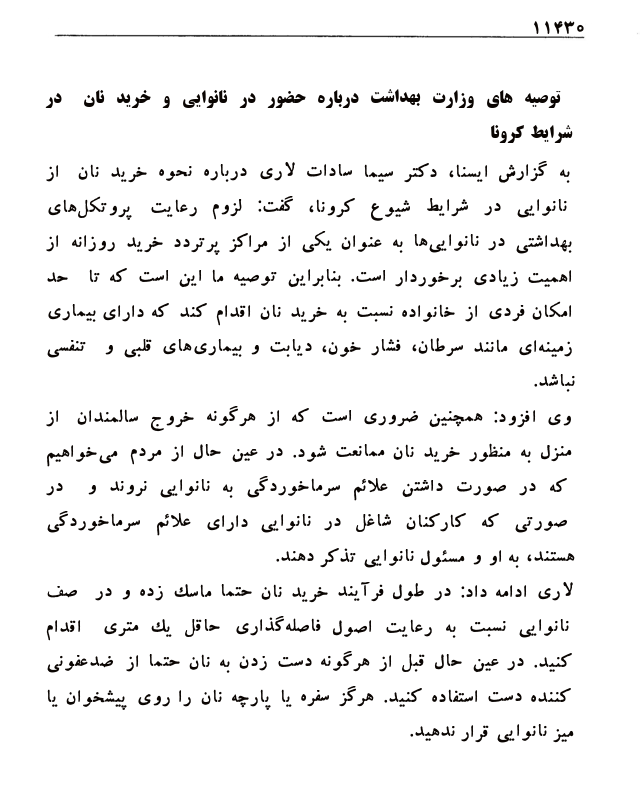 ۱۱۴۳۰
توصیه های وزارت بهداشت درباره حضور در نانوایی و خرید نان در
شرایط کرونا
به گزارش ایسنا، دکتر سیما سادات لاری درباره نحوه خرید نان از
نانوایی در شرایط شیوع کرونا، گفت: لزوم رعایت پروتکل‌های
بهداشتی در نانوایی‌ها به عنوان یکی از مراکز پرتردد خرید روزانه از
اهمیت زیادی برخوردار است. بنابراین توصیه ما این است که تا حد
امکان فردی از خانواده نسبت به خرید نان اقدام کند که دارای بیماری
زمینه‌ای مانند سرطان، فشار خون، دیابت و بیماری‌های قلبی و تنفسی
نباشد.
وی افزود: همچنین ضروری است که از هرگونه خروج سالمندان از
منزل به منظور خرید نان ممانعت شود. در عین حال از مردم می‌خواهیم
که در صورت داشتن علائم سرماخوردگی به نانوایی نروند و در
صورتی که کارکنان شاغل در نانوایی دارای علائم سرماخوردگی
هستند، به او و مسئول نانوایی تذکر دهند.
لاری ادامه داد: در طول فرآیند خرید نان حتما ماسك زده و در صف
نانوایی نسبت به رعایت اصول فاصله‌گذاری حاقل یك متری اقدام
کنید. در عین حال قبل از هرگونه دست زدن به نان حتما از ضدعفونی
کننده دست استفاده کنید. هرگز سفره یا پارچه نان را روی پیشخوان یا
میز نانوایی قرار ندهید.